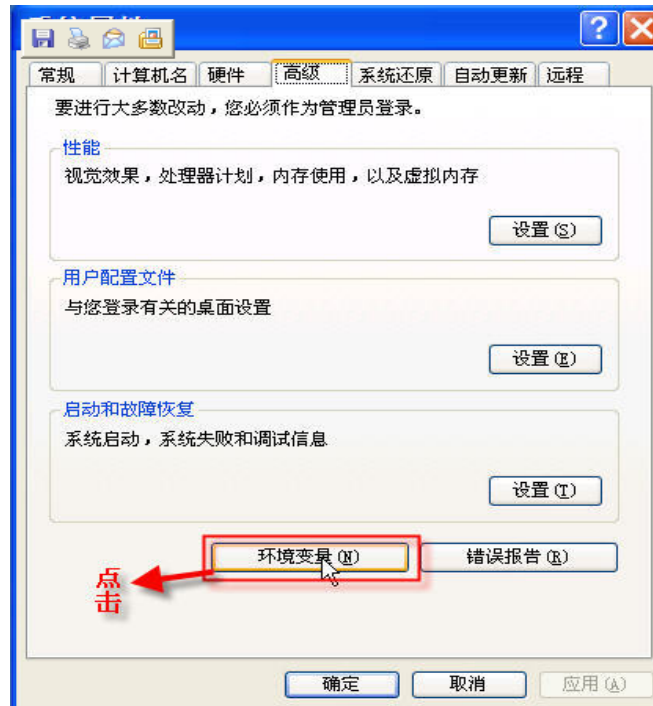 常规 计算机名 硬件 高级 系统还原 自动更新 远程
要进行大多数改动，您必须作为管理员登录。
性能
视觉效果，处理器计划，内存使用，以及虚拟内存
设置(S)
用户配置文件
与您登录有关的桌面设置
设置(E)
启动和故障恢复
系统启动，系统失败和调试信息
设置(T)
环境变量(N) 错误报告(R)
点
击
确定 取消 应用(A)